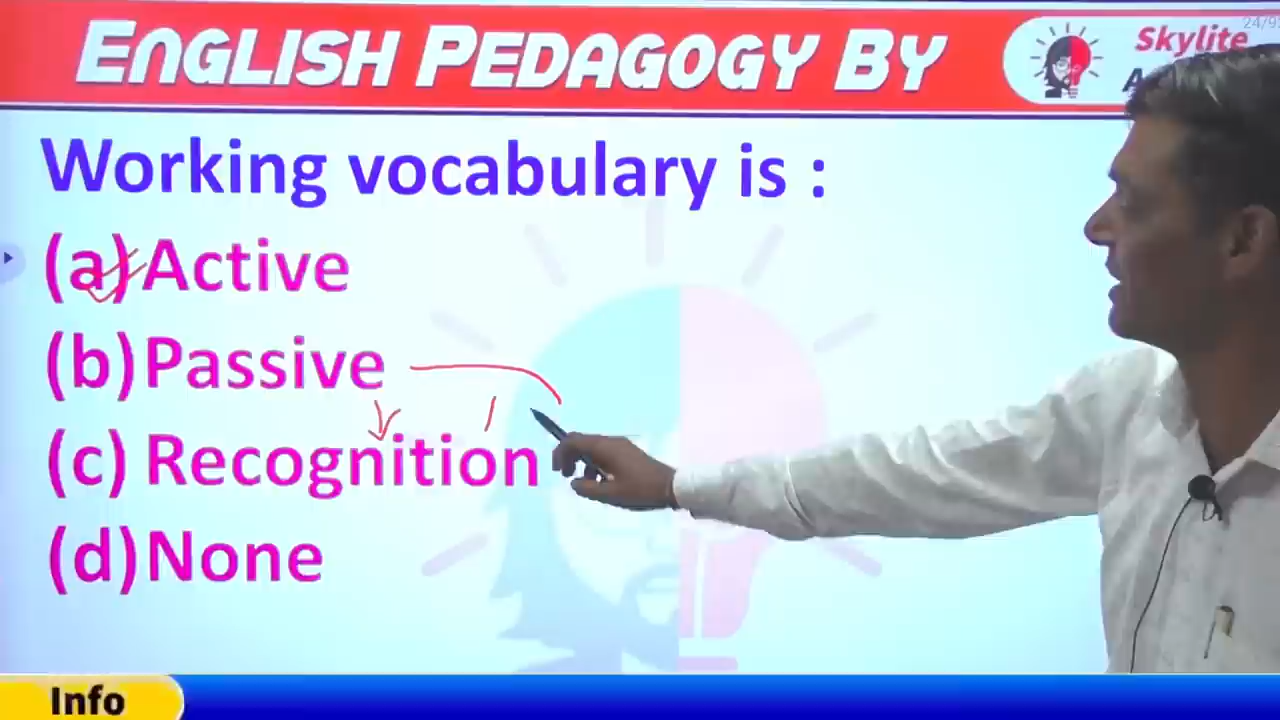 ENGLISH PEDAGOGY BY
Skylite
Working vocabulary is :
(a) Active
(b) Passive
(c) Recognition
(d) None
Info